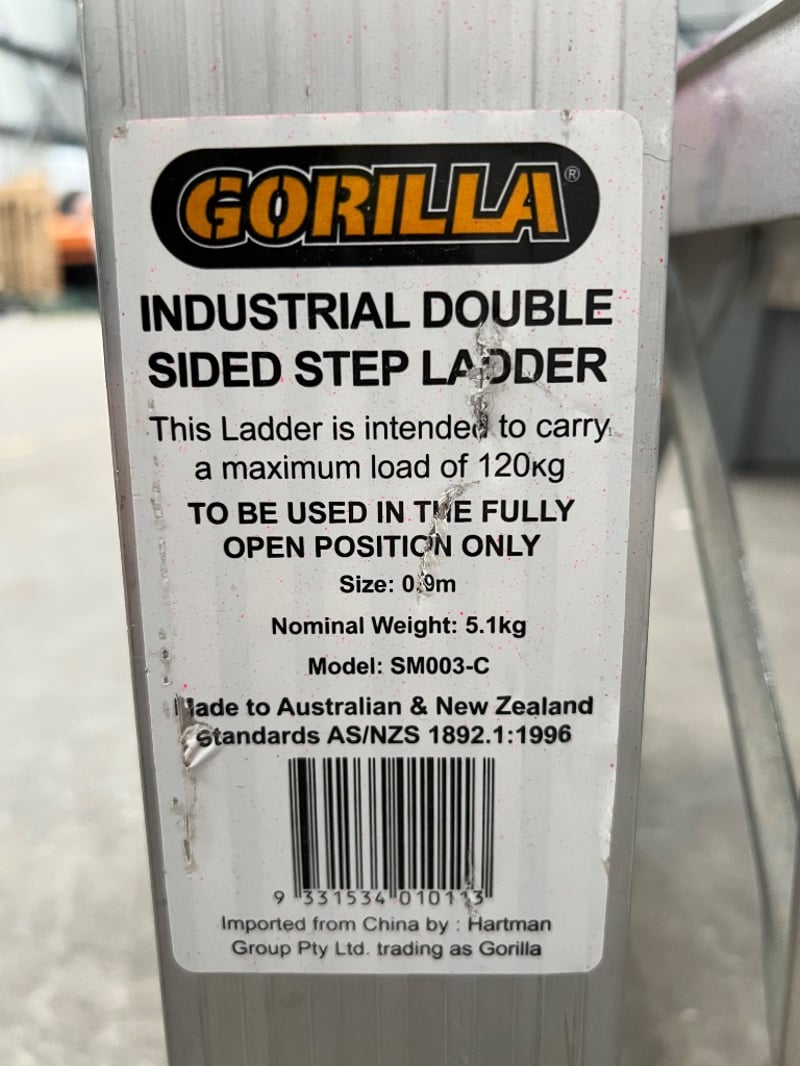 GORILLA®
INDUSTRIAL DOUBLE
SIDED STEP LADDER
This Ladder is intended to carry
a maximum load of 120kg
TO BE USED IN THE FULLY
OPEN POSITION ONLY
Size: 0.9m
Nominal Weight: 5.1kg
Model: SM003-C
Made to Australian & New Zealand
Standards AS/NZS 1892.1:1996
9 331534 010113
Imported from China by : Hartman
Group Pty Ltd. trading as Gorilla